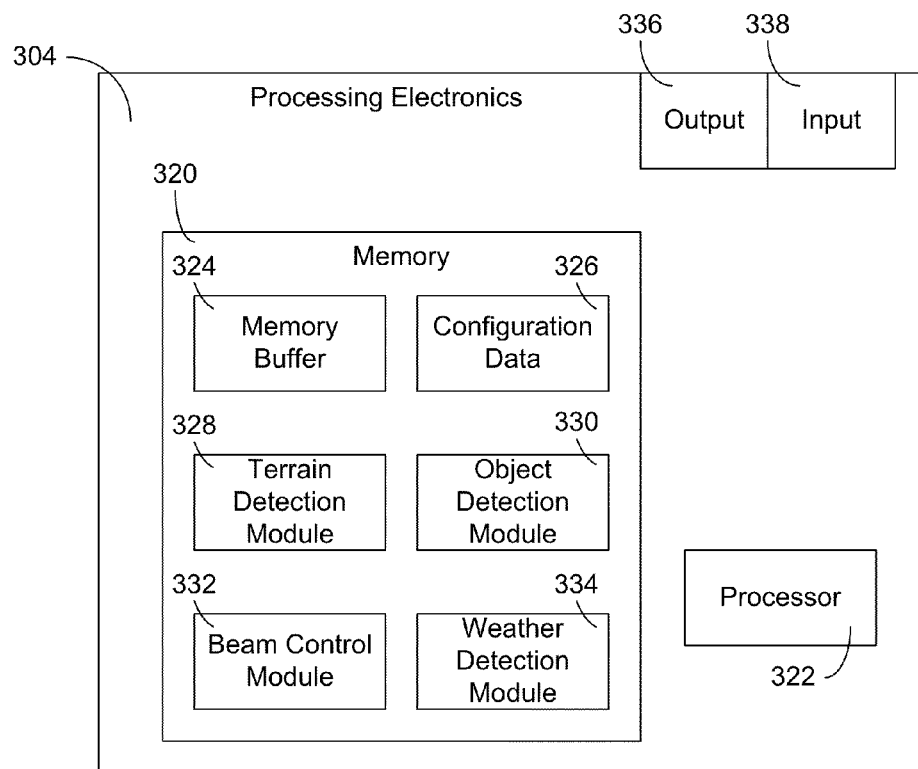 336
338
304
Processing Electronics
Output
Input
320
Memory
324
326
Memory
Buffer
Configuration
Data
328
330
Terrain
Detection
Module
Object
Detection
Module
332
334
Beam Control
Module
Weather
Detection
Module
Processor
322